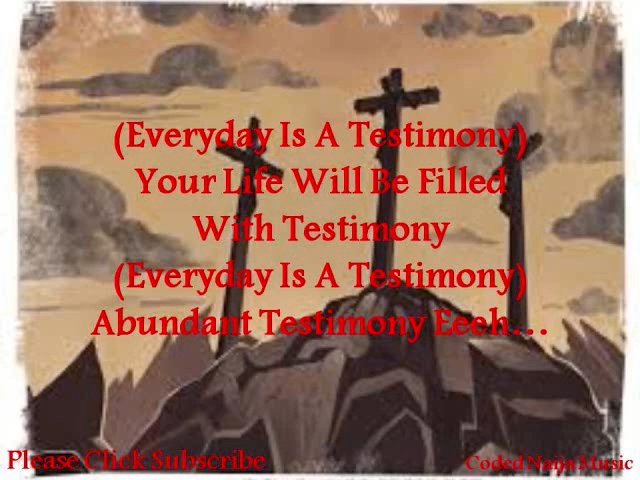 (Everyday Is A Testimony)
Your Life Will Be Filled
With Testimony
(Everyday Is A Testimony)
Abundant Testimony Eeeh...
Please Click Subscribe
Coded Naija Music